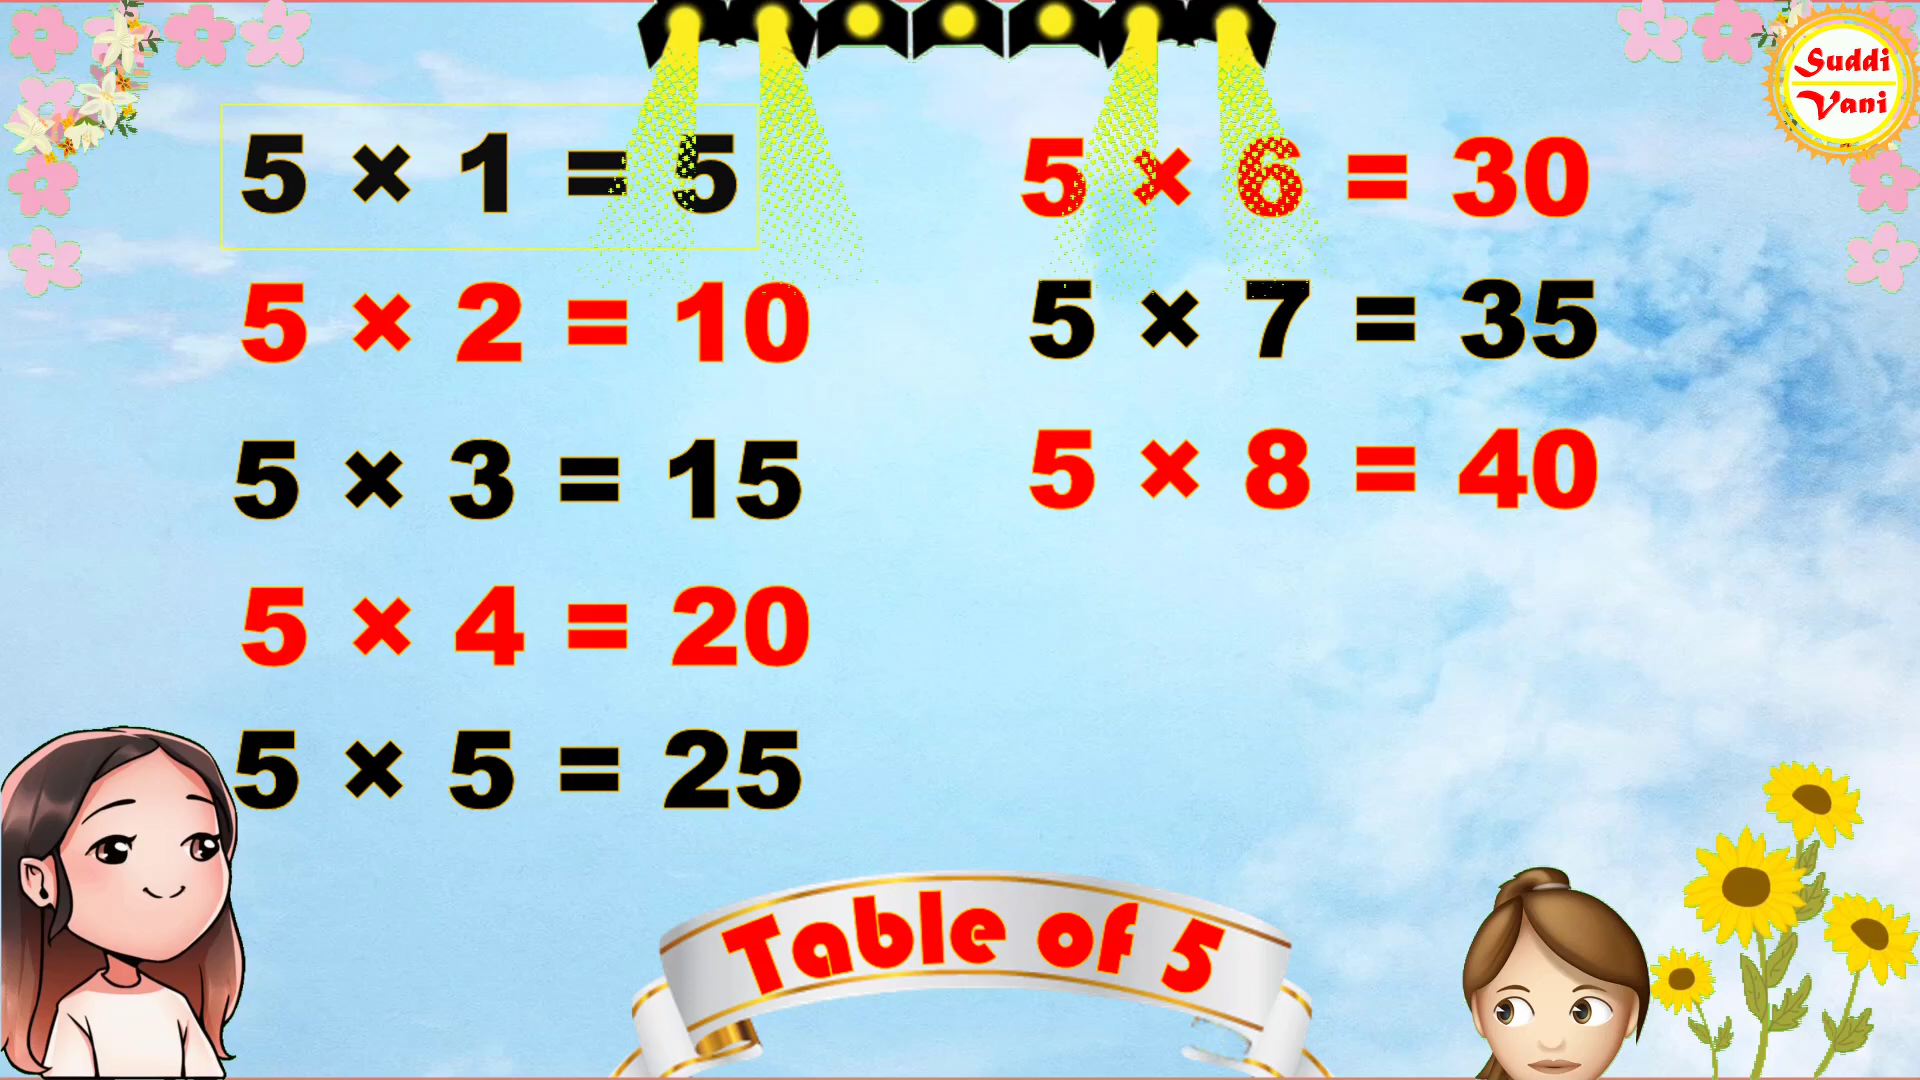 5 × 1 = 5
5 × 2 = 10
5 × 3 = 15
5 × 4 = 20
5 × 5 = 25
5 × 6 = 30
5 × 7 = 35
5 × 8 = 40
Table of 5
Suddi
Vani